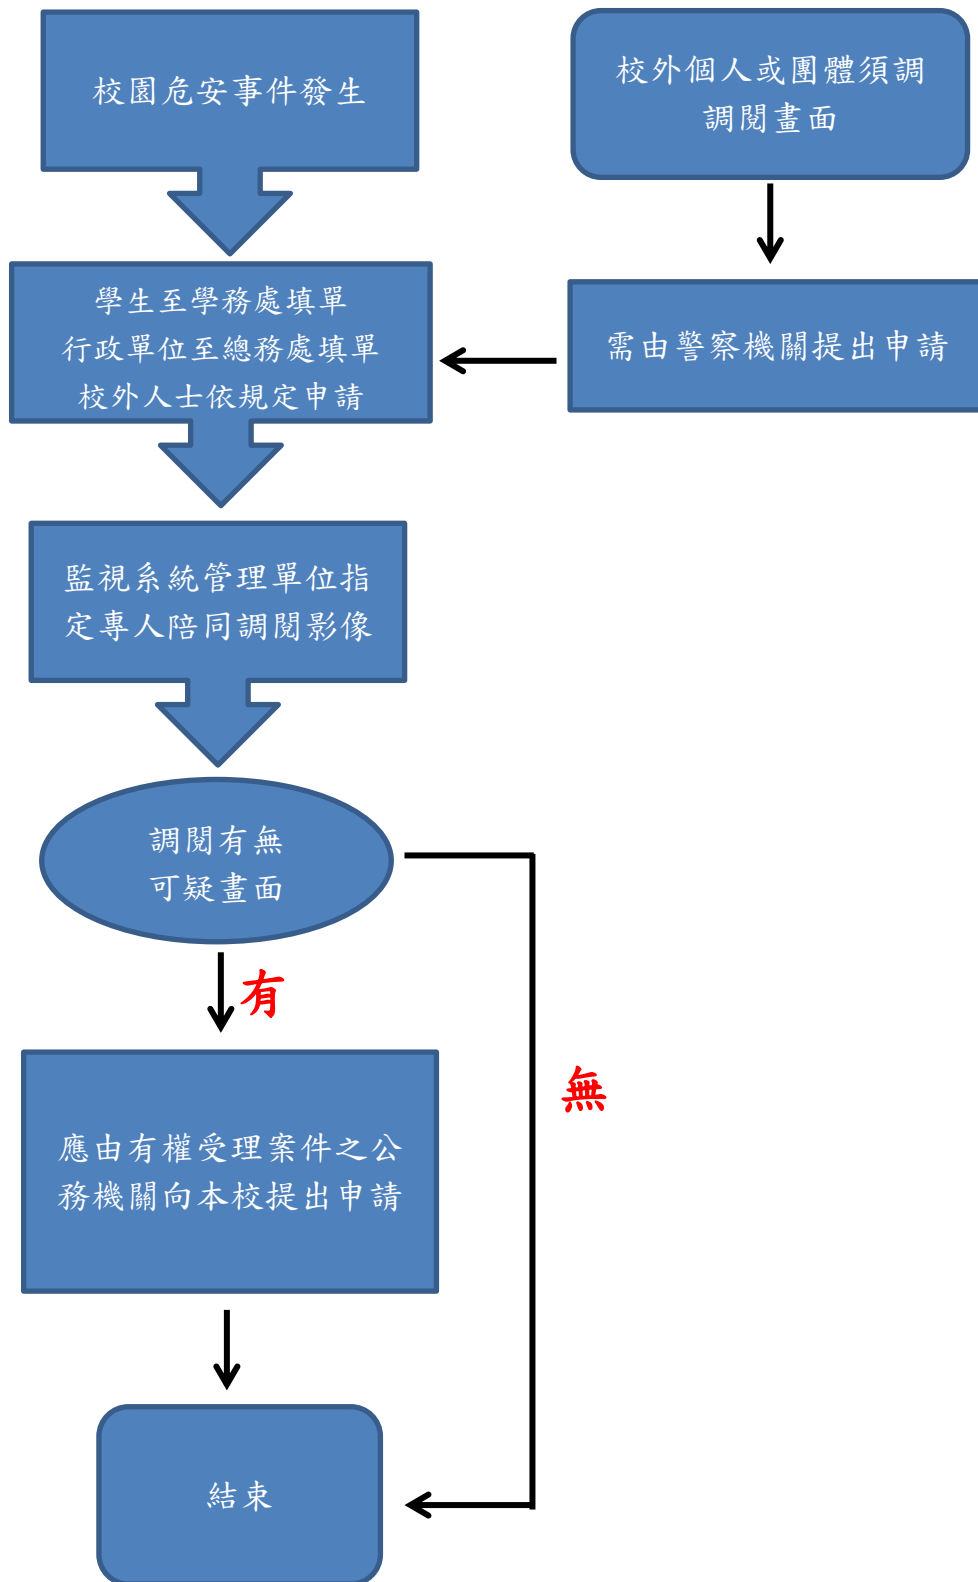 校園危安事件發生
校外個人或團體須調
調閱畫面
學生至學務處填單
行政單位至總務處填單
校外人士依規定申請
需由警察機關提出申請
監視系統管理單位指
定專人陪同調閱影像
調閱有無
可疑畫面
有
無
應由有權受理案件之公
務機關向本校提出申請
結束